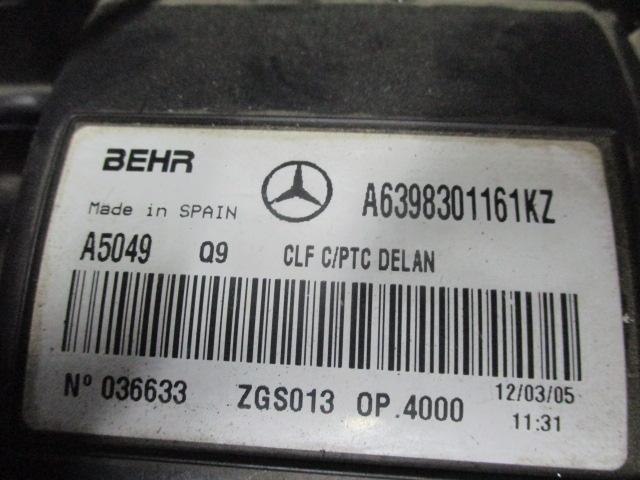 BEHR
A6398301161KZ
Made in SPAIN
A5049 Q9 CLF C/PTC DELAN
Nº 036633 ZGS013 OP.4000 12/03/05
11:31